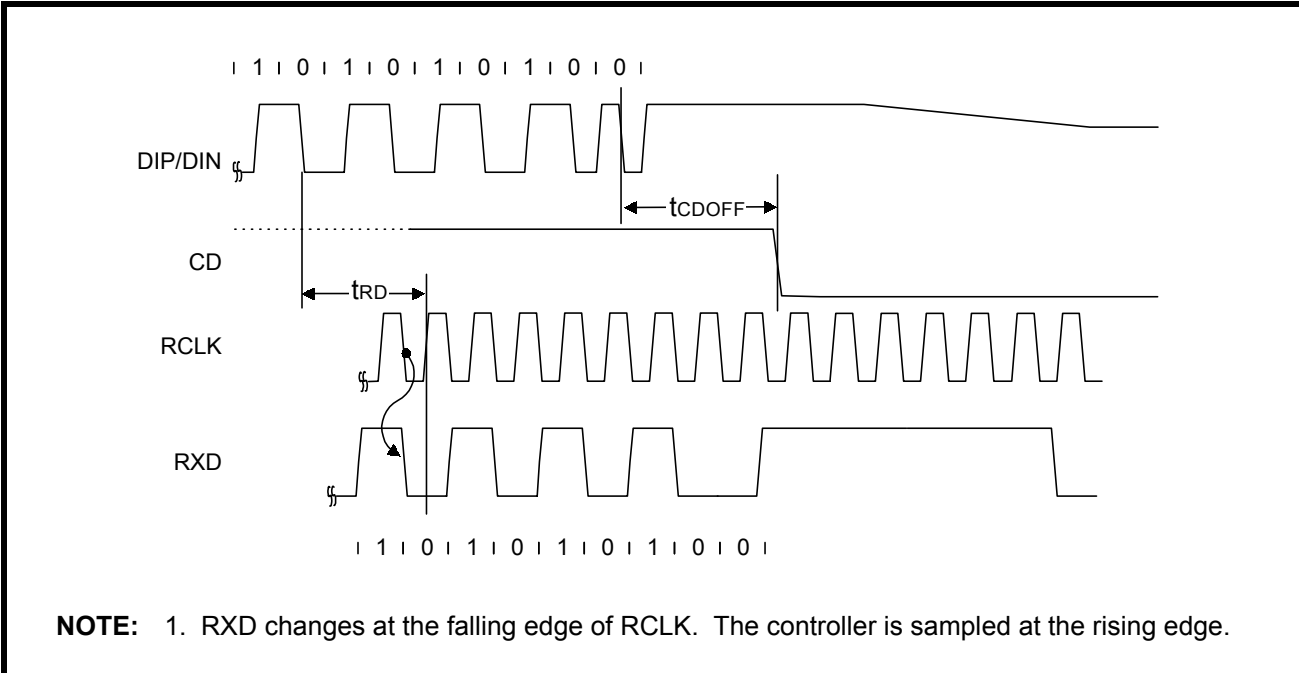 1 0 1 0 1 0 1 0 0
DIP/DIN
tCDOFF
CD
tRD
RCLK
RXD
1 0 1 0 1 0 1 0 0
NOTE: 1. RXD changes at the falling edge of RCLK. The controller is sampled at the rising edge.